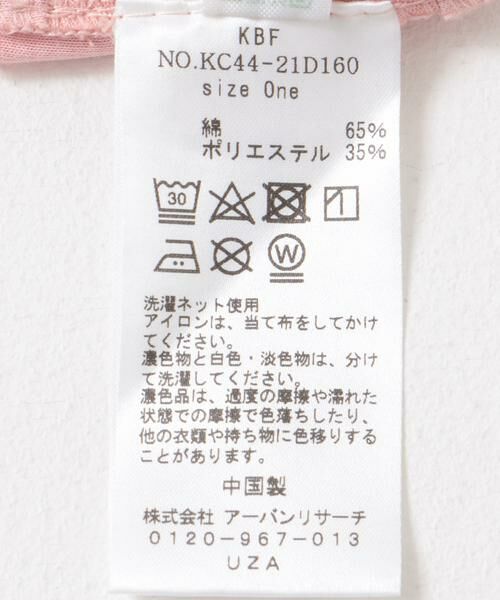 KBF
NO.KC44-21D160
size One
綿 65%
ポリエステル 35%
30
W
洗濯ネット使用
アイロンは、当て布をしてかけ
てください。
濃色物と白色・淡色物は、分け
て洗濯してください。
濃色品は、過度の摩擦や濡れた
状態での摩擦で色落ちしたり、
他の衣類や持ち物に色移りする
ことがあります。
中国製
株式会社 アーバンリサーチ
0120-967-013
UZA